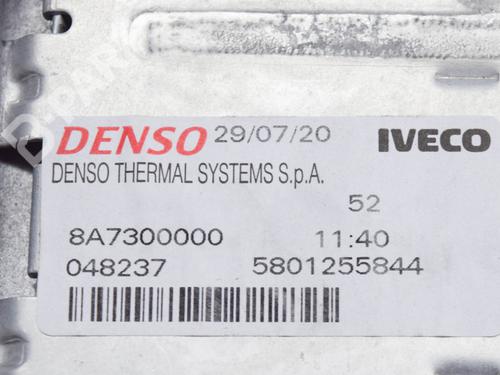 DENSO 29/07/20 IVECO
DENSO THERMAL SYSTEMS S.p.A.
52
8A7300000 11:40
048237 5801255844